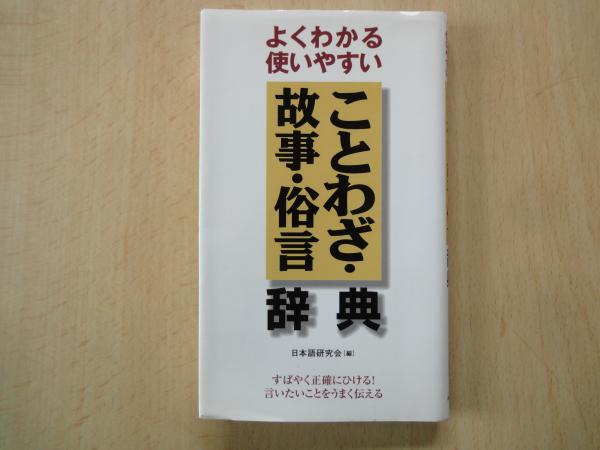 よくわかる
使いやすい
ことわざ・
故事・俗言
辞典
日本語研究会［編］
すばやく正確にひける！
言いたいことをうまく伝える